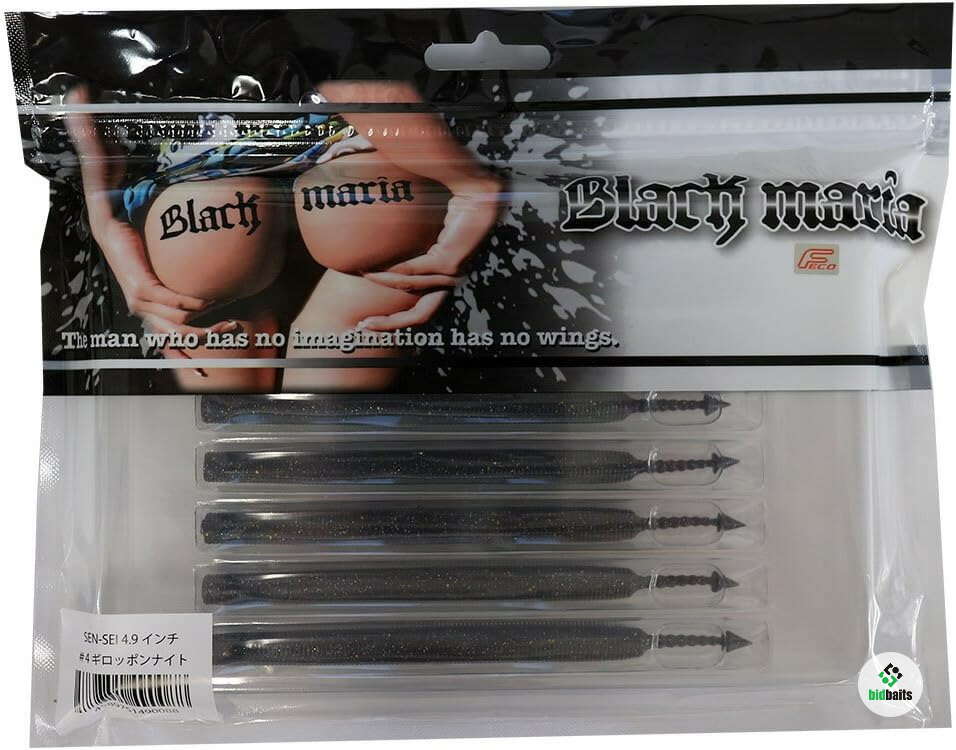 Black maria
Black maria
Feco
The man who has no imagination has no wings.
SEN-SEI 4.9 インチ
#4ギロッポンナイト
bidbaits